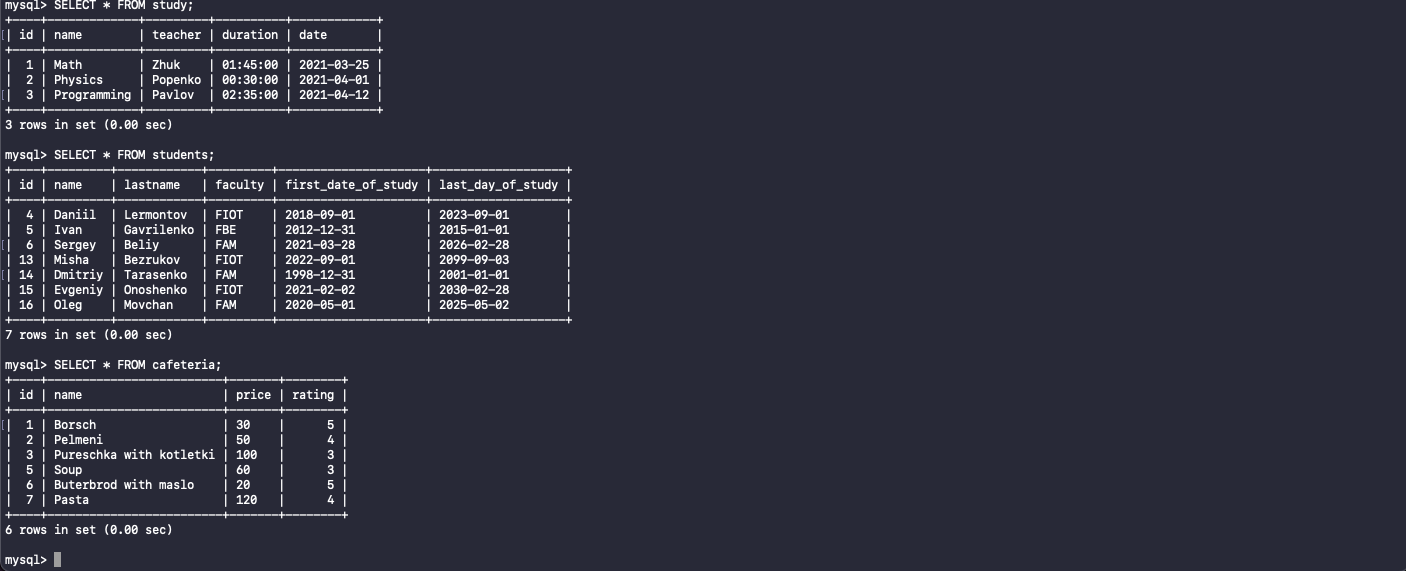 mysql> SELECT * FROM study;
+----+-------------+---------+----------+------------+
| id | name        | teacher | duration | date       |
+----+-------------+---------+----------+------------+
|  1 | Math        | Zhuk    | 01:45:00 | 2021-03-25 |
|  2 | Physics     | Popenko | 00:30:00 | 2021-04-01 |
|  3 | Programming | Pavlov  | 02:35:00 | 2021-04-12 |
+----+-------------+---------+----------+------------+
3 rows in set (0.00 sec)

mysql> SELECT * FROM students;
+----+---------+------------+---------+---------------------+-------------------+
| id | name    | lastname   | faculty | first_date_of_study | last_day_of_study |
+----+---------+------------+---------+---------------------+-------------------+
|  4 | Daniil  | Lermontov  | FIOT    | 2018-09-01          | 2023-09-01        |
|  5 | Ivan    | Gavrilenko | FBE     | 2012-12-31          | 2015-01-01        |
|  6 | Sergey  | Beliy      | FAM     | 2021-03-28          | 2026-02-28        |
| 13 | Misha   | Bezrukov   | FIOT    | 2022-09-01          | 2099-09-03        |
| 14 | Dmitriy | Tarasenko  | FAM     | 1998-12-31          | 2001-01-01        |
| 15 | Evgeniy | Onoshenko  | FIOT    | 2021-02-02          | 2030-02-28        |
| 16 | Oleg    | Movchan    | FAM     | 2020-05-01          | 2025-05-02        |
+----+---------+------------+---------+---------------------+-------------------+
7 rows in set (0.00 sec)

mysql> SELECT * FROM cafeteria;
+----+-------------------------+-------+--------+
| id | name                    | price | rating |
+----+-------------------------+-------+--------+
|  1 | Borsch                  | 30    |      5 |
|  2 | Pelmeni                 | 50    |      4 |
|  3 | Pureschka with kotletki | 100   |      3 |
|  5 | Soup                    | 60    |      3 |
|  6 | Buterbrod with maslo    | 20    |      5 |
|  7 | Pasta                   | 120   |      4 |
+----+-------------------------+-------+--------+
6 rows in set (0.00 sec)

mysql>